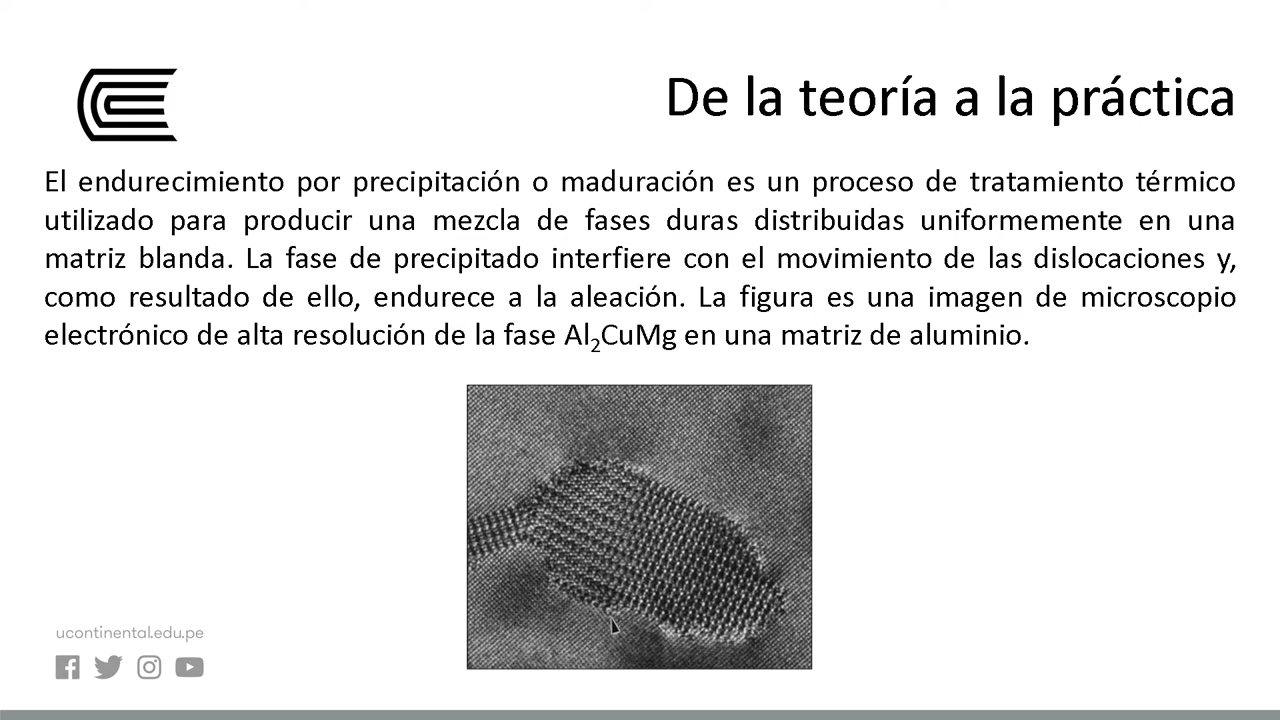 De la teoría a la práctica
El endurecimiento por precipitación o maduración es un proceso de tratamiento térmico
utilizado para producir una mezcla de fases duras distribuidas uniformemente en una
matriz blanda. La fase de precipitado interfiere con el movimiento de las dislocaciones y,
como resultado de ello, endurece a la aleación. La figura es una imagen de microscopio
electrónico de alta resolución de la fase Al₂CuMg en una matriz de aluminio.
ucontinental.edu.pe